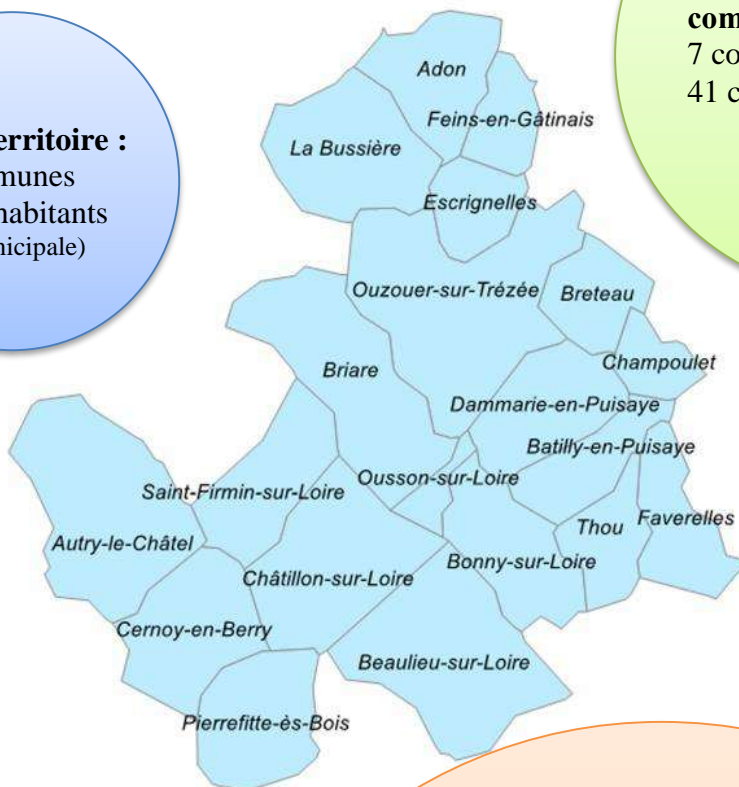 com
7 co
41 c
erritoire :
munes
habitants
nicipale)
Adon
Feins-en-Gâtinais
La Bussière
Escrignelles
Ouzouer-sur-Trézée
Breteau
Briare
Champoulet
Dammarie-en-Puisaye
Batilly-en-Puisaye
Ousson-sur-Loire
Saint-Firmin-sur-Loire
Thou
Faverelles
Autry-le-Châtel
Bonny-sur-Loire
Châtillon-sur-Loire
Cernoy-en-Berry
Beaulieu-sur-Loire
Pierrefitte-ès-Bois